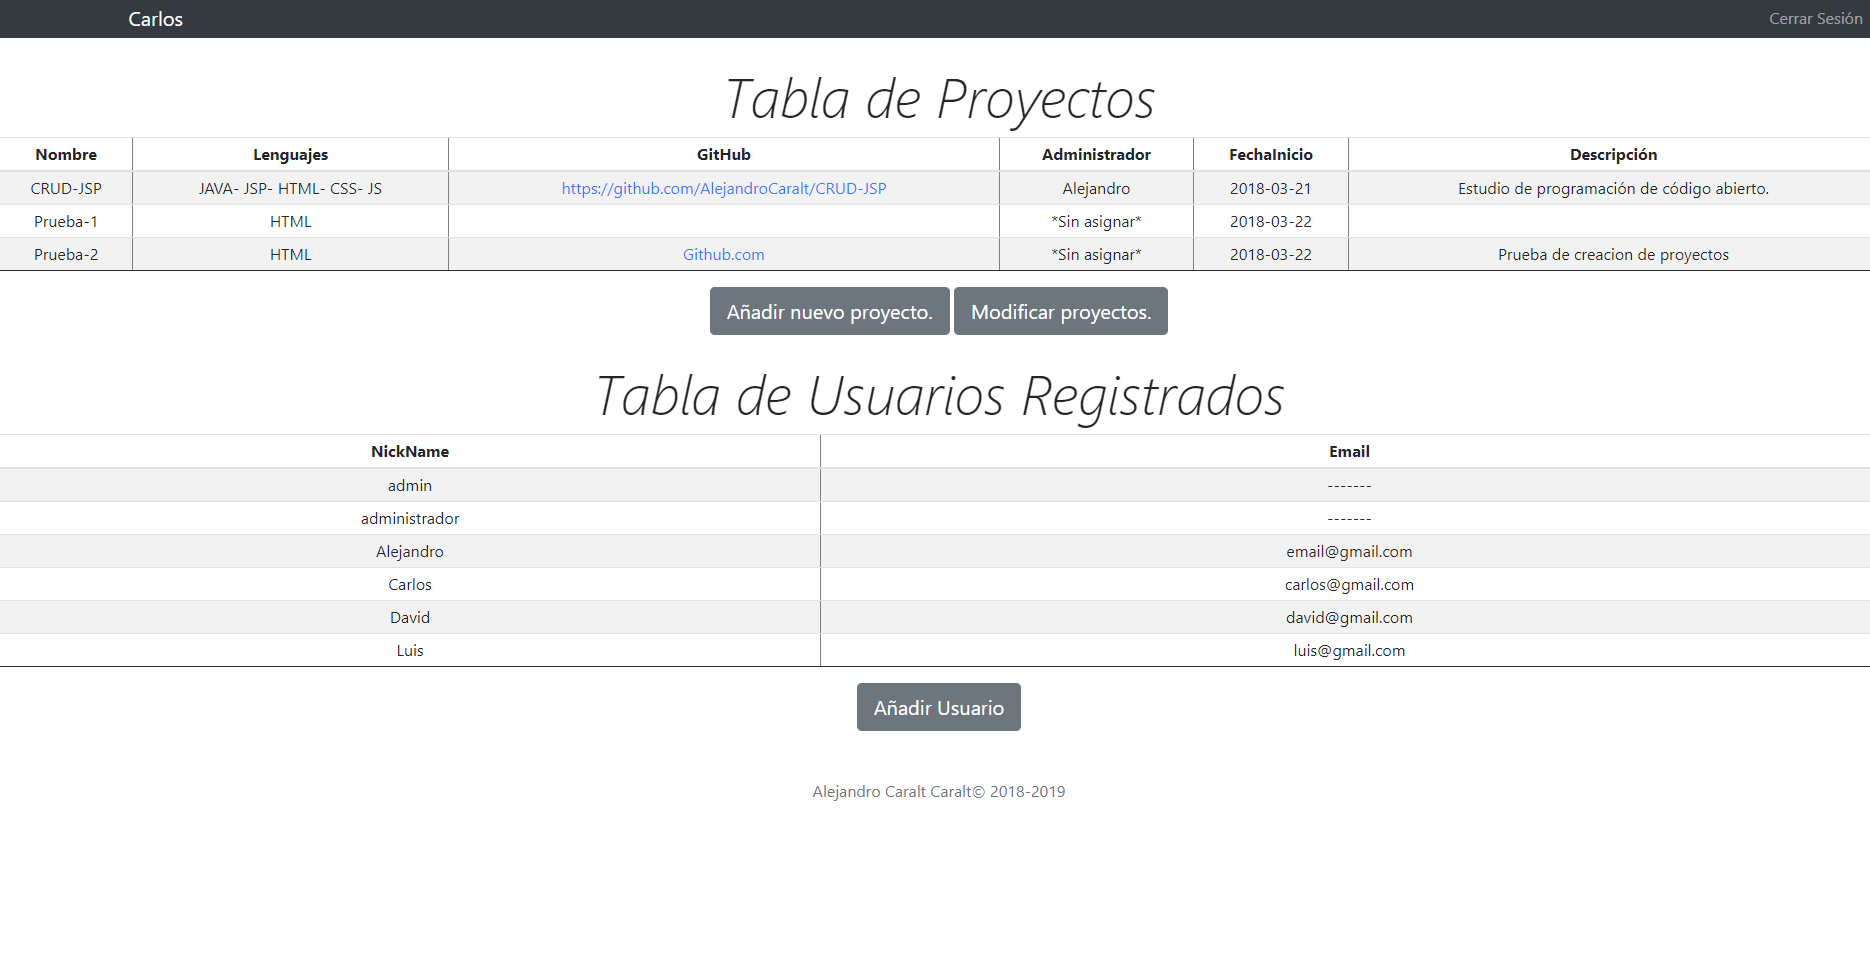 Carlos Cerrar Sesión
Tabla de Proyectos
Nombre Lenguajes GitHub Administrador FechaInicio Descripción
CRUD-JSP JAVA- JSP- HTML- CSS- JS https://github.com/AlejandroCaralt/CRUD-JSP Alejandro 2018-03-21 Estudio de programación de código abierto.
Prueba-1 HTML *Sin asignar* 2018-03-22
Prueba-2 HTML Github.com *Sin asignar* 2018-03-22 Prueba de creacion de proyectos
Añadir nuevo proyecto. Modificar proyectos.
Tabla de Usuarios Registrados
NickName Email
admin -------
administrador -------
Alejandro email@gmail.com
Carlos carlos@gmail.com
David david@gmail.com
Luis luis@gmail.com
Añadir Usuario
Alejandro Caralt Caralt© 2018-2019